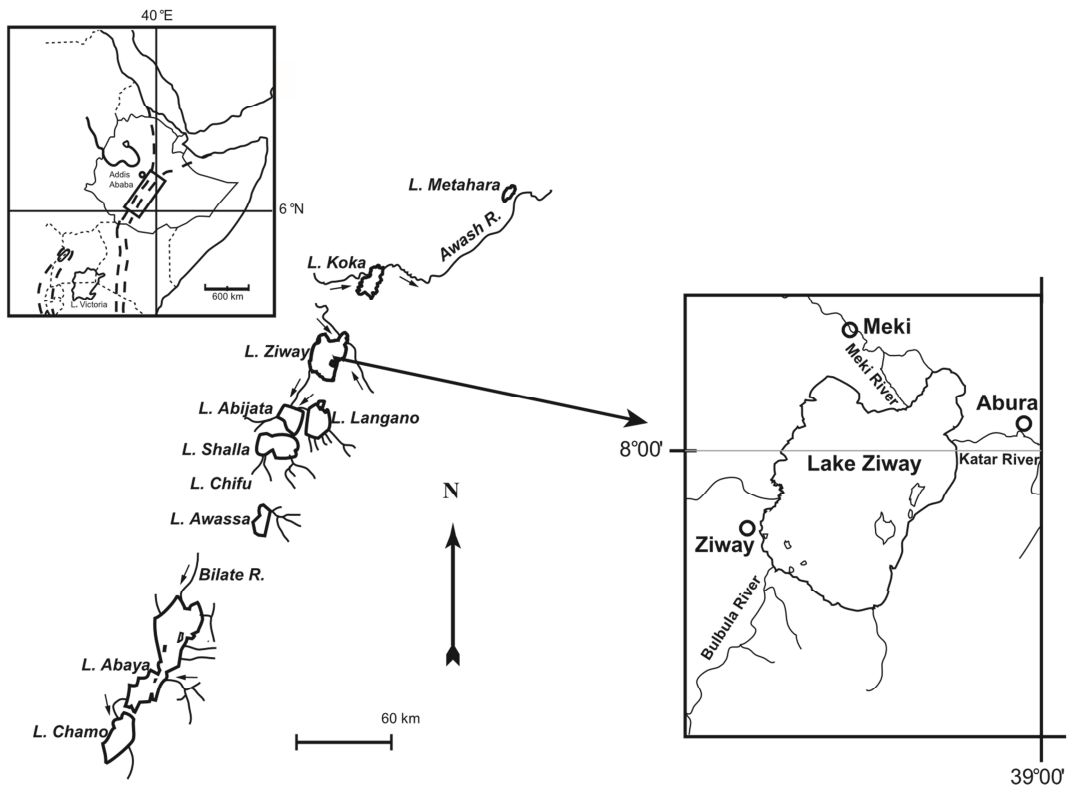 40 °E
Addis
Ababa
6 °N
L. Victoria
600 km
L. Metahara
Awash R.
L. Koka
L. Ziway
L. Abijata
L. Langano
L. Shalla
L. Chifu
L. Awassa
N
Bilate R.
L. Abaya
L. Chamo
60 km
Meki
Meki River
Abura
8°00'
Lake Ziway
Katar River
Ziway
Bulbula River
39°00'